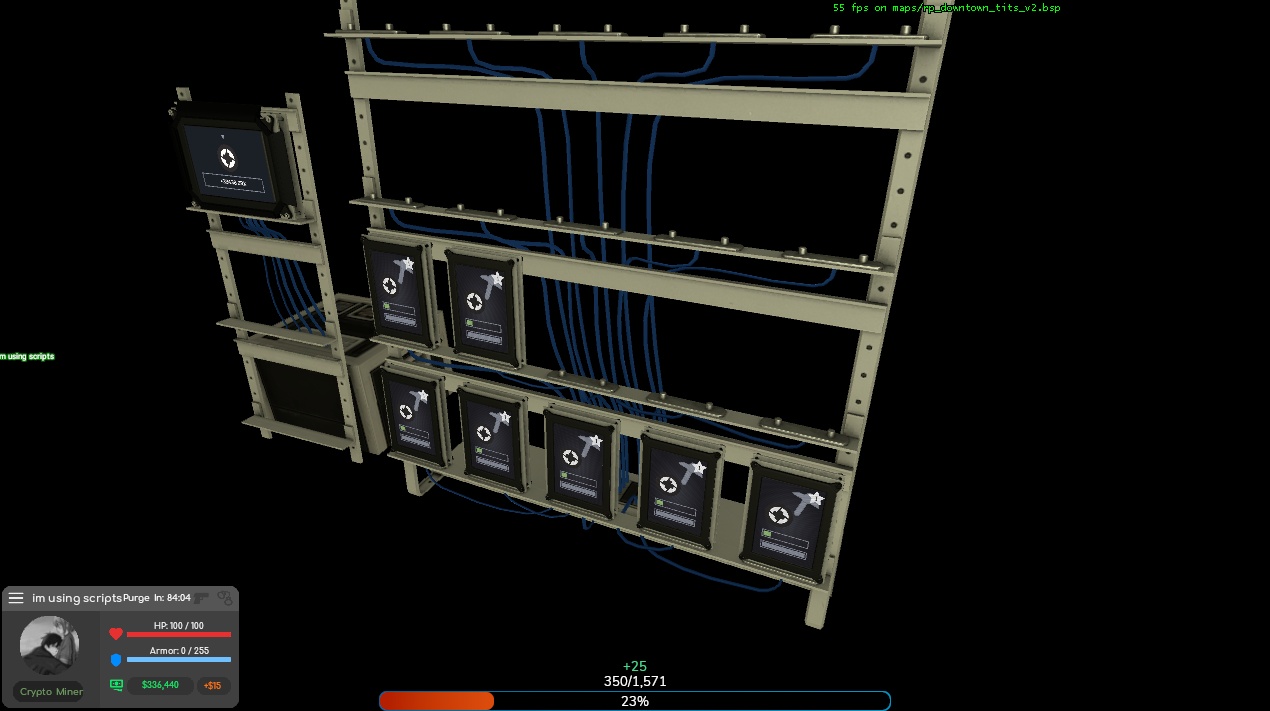 55 fps on maps/rp_downtown_tits_v2.bsp
m using scripts
im using scripts
Purge In: 84:04
HP: 100 / 100
Armor: 0 / 255
Crypto Miner
$336,440
+$15
+25
350/1,571
23%